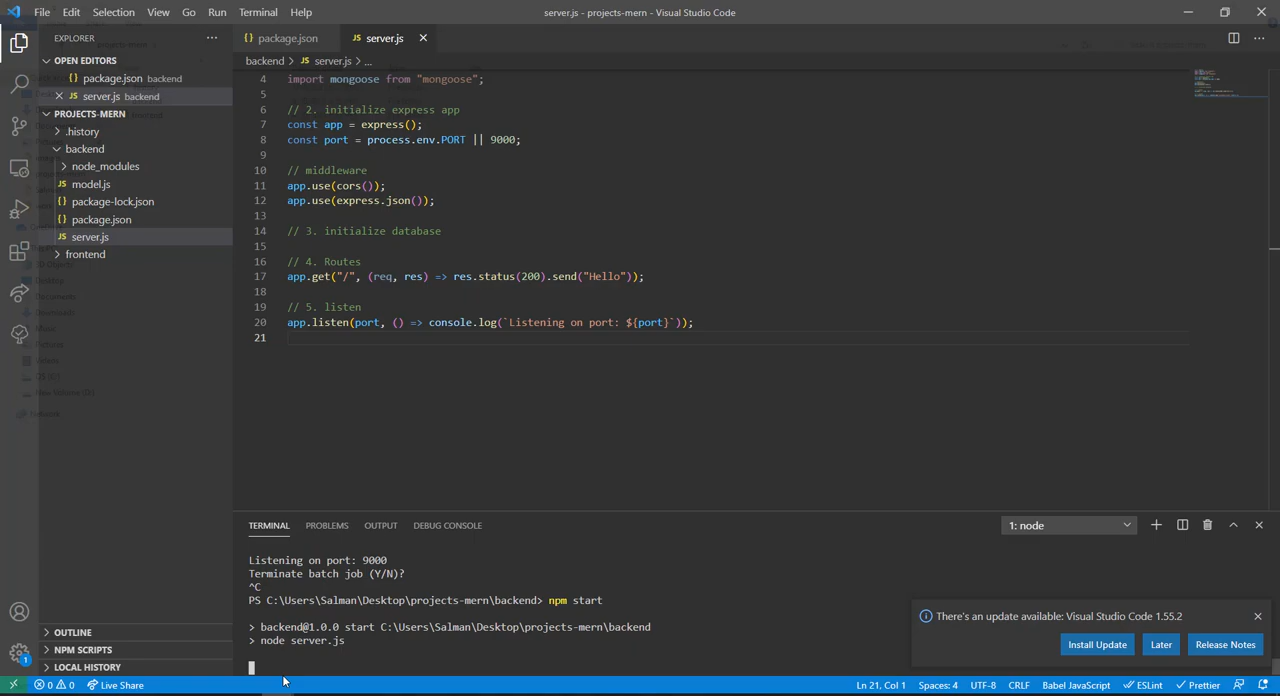 File Edit Selection View Go Run Terminal Help server.js - projects-mern - Visual Studio Code
EXPLORER ···
OPEN EDITORS
{} package.json backend
JS server.js backend
PROJECTS-MERN
.history
backend
node_modules
JS model.js
{} package-lock.json
{} package.json
JS server.js
frontend
OUTLINE
NPM SCRIPTS
LOCAL HISTORY
{} package.json JS server.js
backend > JS server.js > ...
4 import mongoose from "mongoose";
5
6 // 2. initialize express app
7 const app = express();
8 const port = process.env.PORT || 9000;
9
10 // middleware
11 app.use(cors());
12 app.use(express.json());
13
14 // 3. initialize database
15
16 // 4. Routes
17 app.get("/", (req, res) => res.status(200).send("Hello"));
18
19 // 5. listen
20 app.listen(port, () => console.log(`Listening on port: ${port}`));
21
TERMINAL PROBLEMS OUTPUT DEBUG CONSOLE 1: node
Listening on port: 9000
Terminate batch job (Y/N)?
^C
PS C:\Users\Salman\Desktop\projects-mern\backend> npm start
> backend@1.0.0 start C:\Users\Salman\Desktop\projects-mern\backend
> node server.js
There's an update available: Visual Studio Code 1.55.2
Install Update Later Release Notes
1
0 0 Live Share Ln 21, Col 1 Spaces: 4 UTF-8 CRLF Babel JavaScript ESLint Prettier